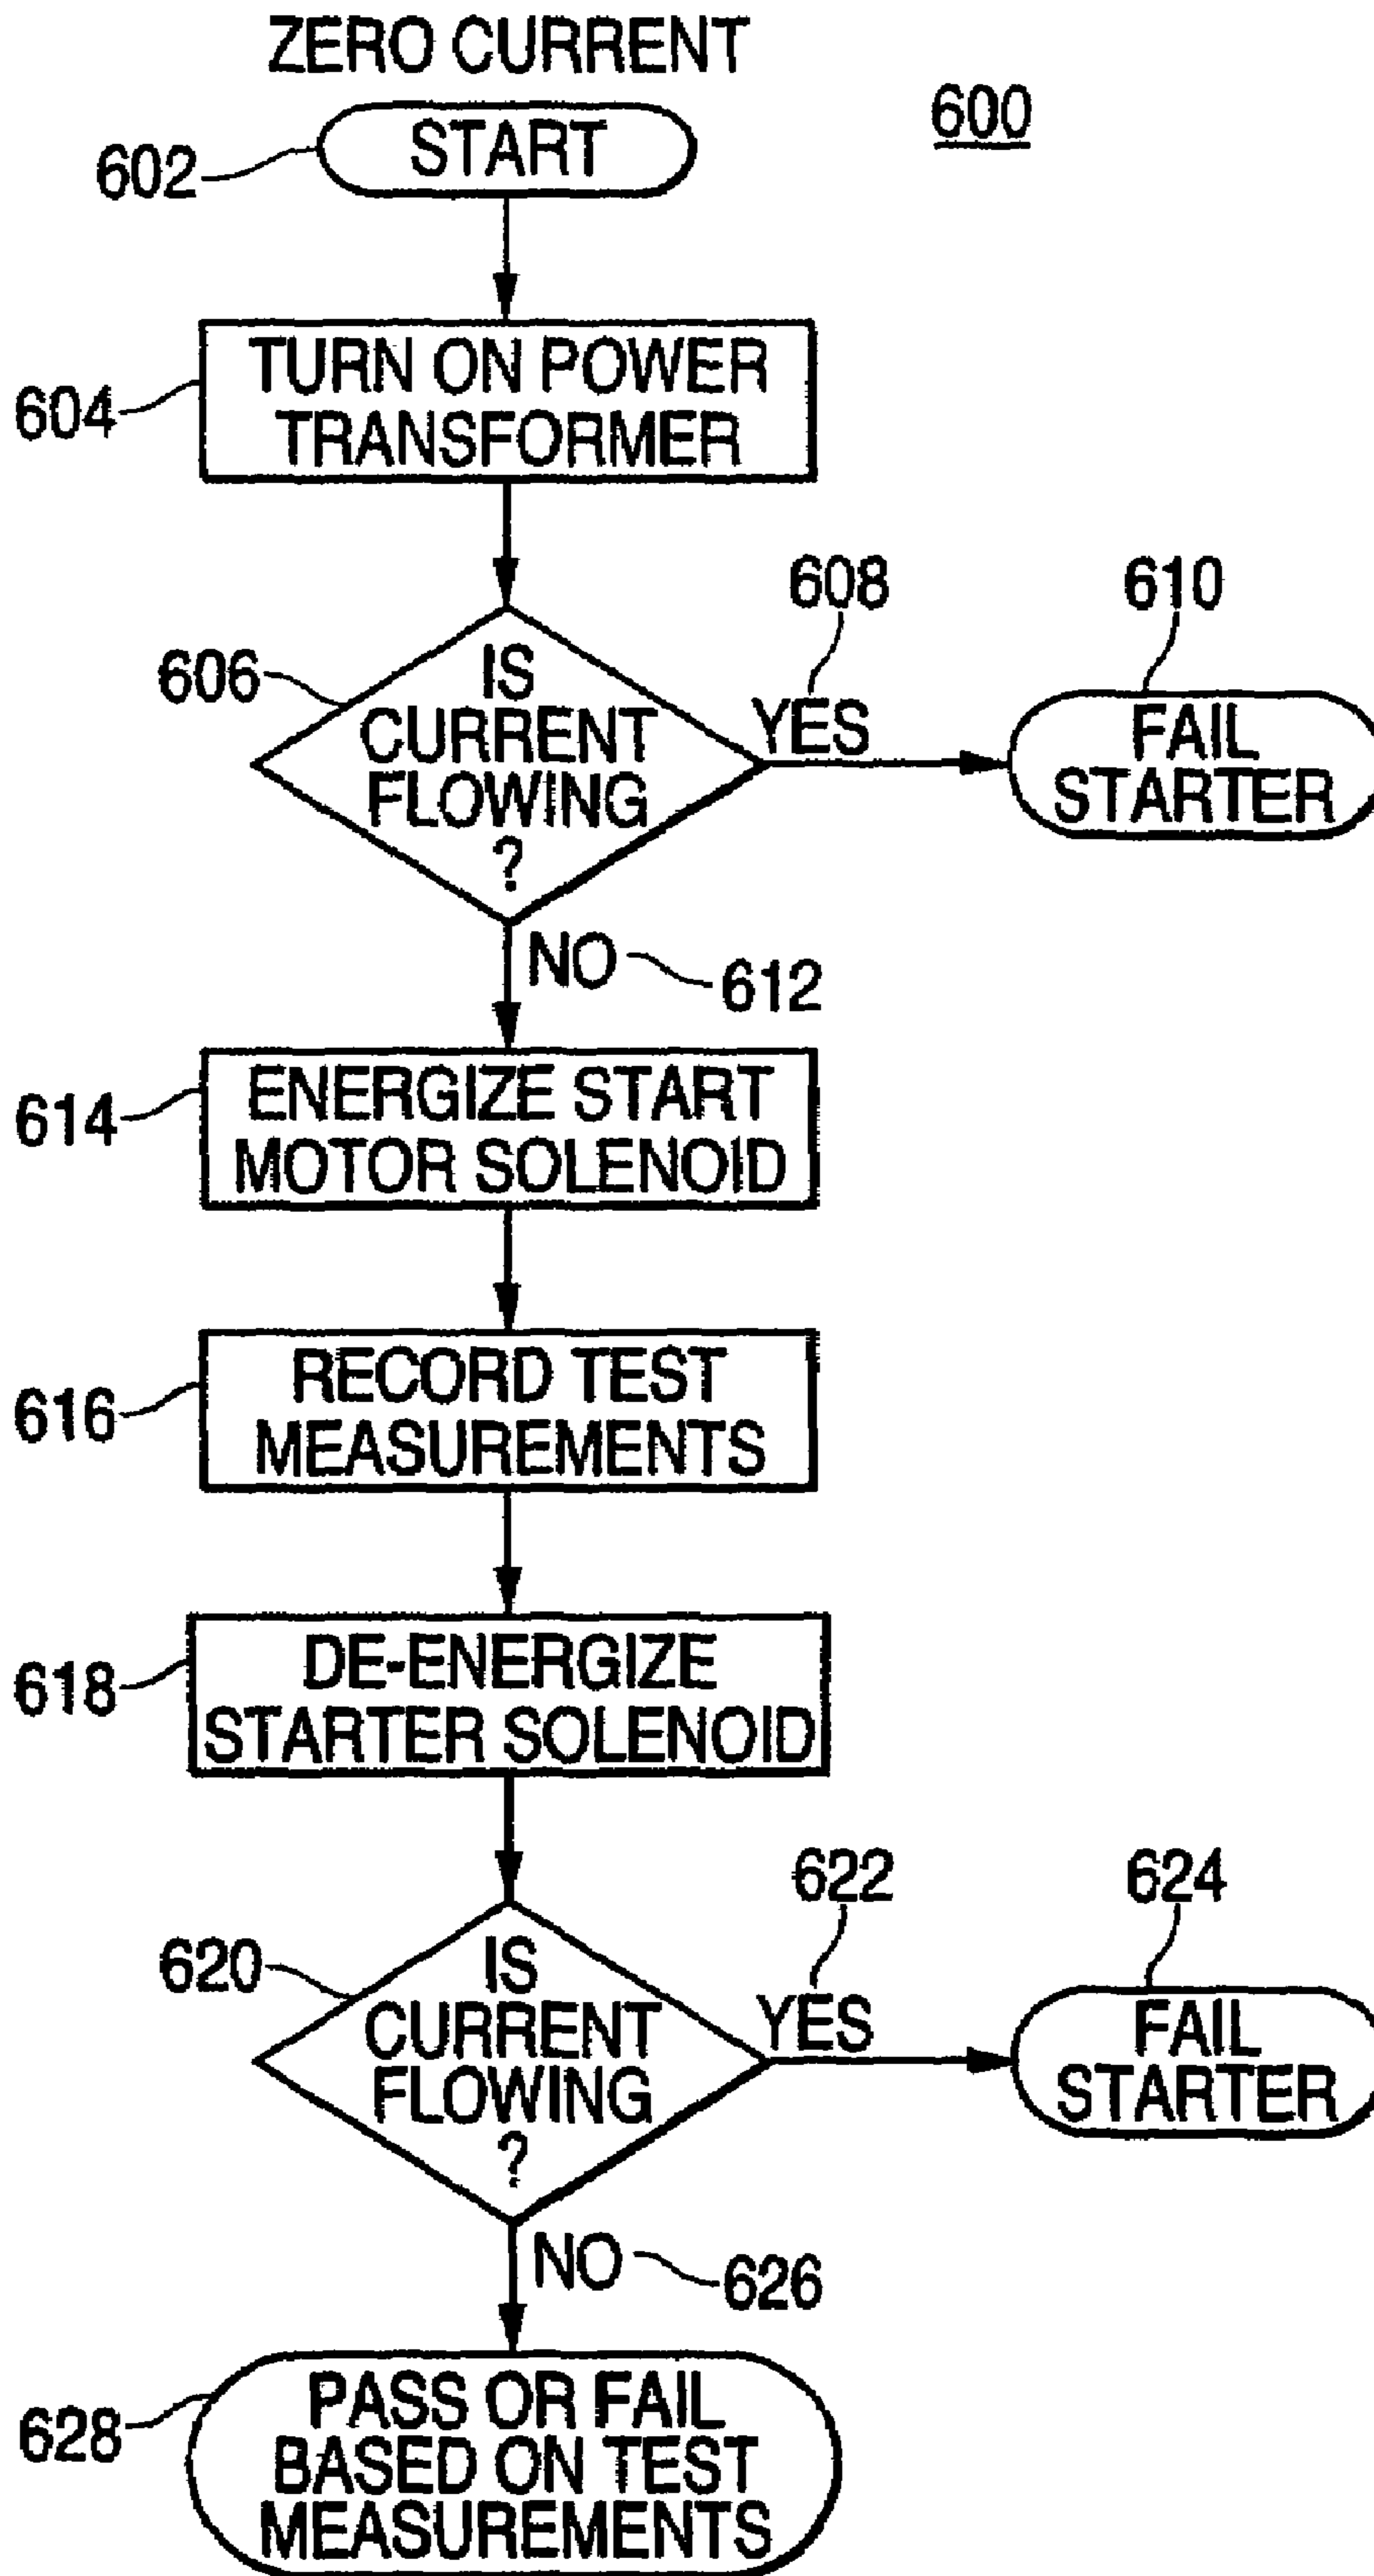 ZERO CURRENT
600
START
602
TURN ON POWER
TRANSFORMER
604
608
610
606
IS
CURRENT
FLOWING
?
YES
FAIL
STARTER
NO
612
614
ENERGIZE START
MOTOR SOLENOID
616
RECORD TEST
MEASUREMENTS
618
DE-ENERGIZE
STARTER SOLENOID
622
624
620
IS
CURRENT
FLOWING
?
YES
FAIL
STARTER
NO
626
628
PASS OR FAIL
BASED ON TEST
MEASUREMENTS